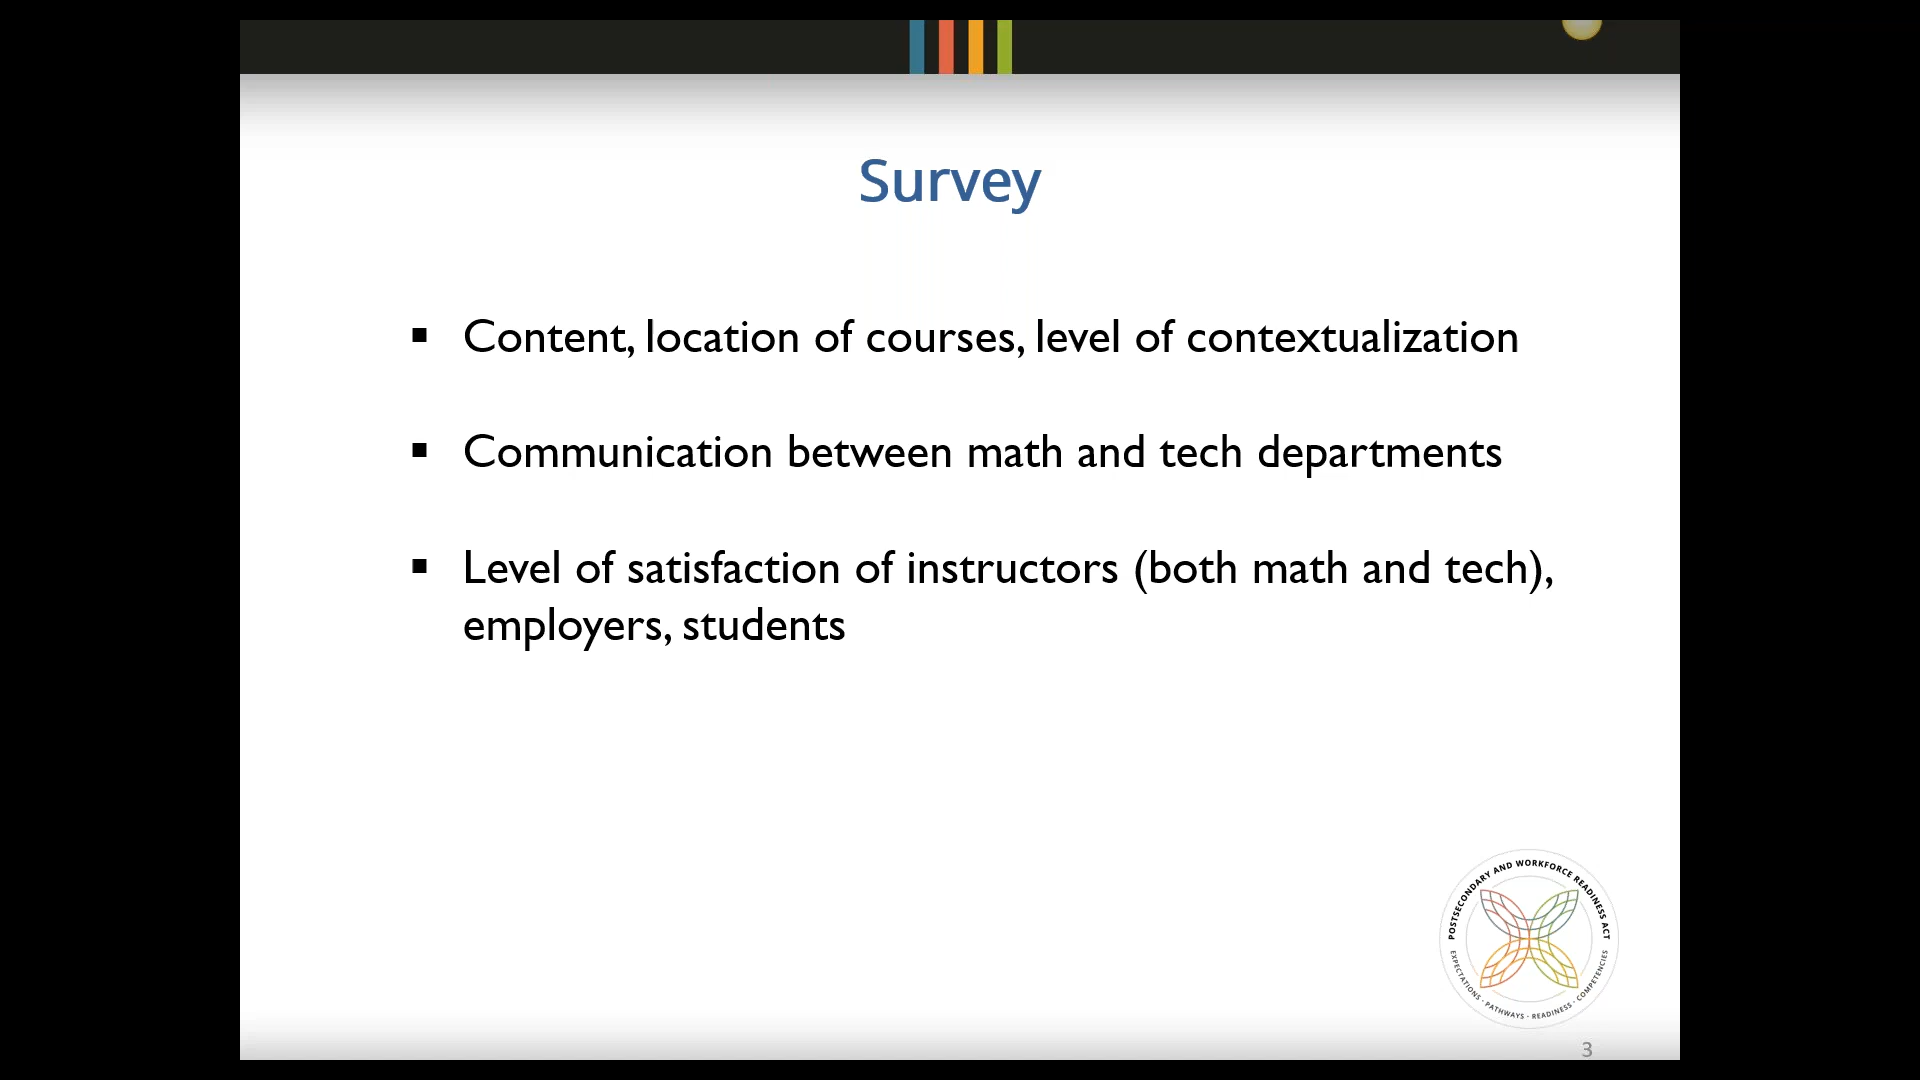 Survey
▪ Content, location of courses, level of contextualization
▪ Communication between math and tech departments
▪ Level of satisfaction of instructors (both math and tech),
employers, students
POSTSECONDARY AND WORKFORCE READINESS ACT
EXPECTATIONS · PATHWAYS · READINESS · COMPETENCIES
3